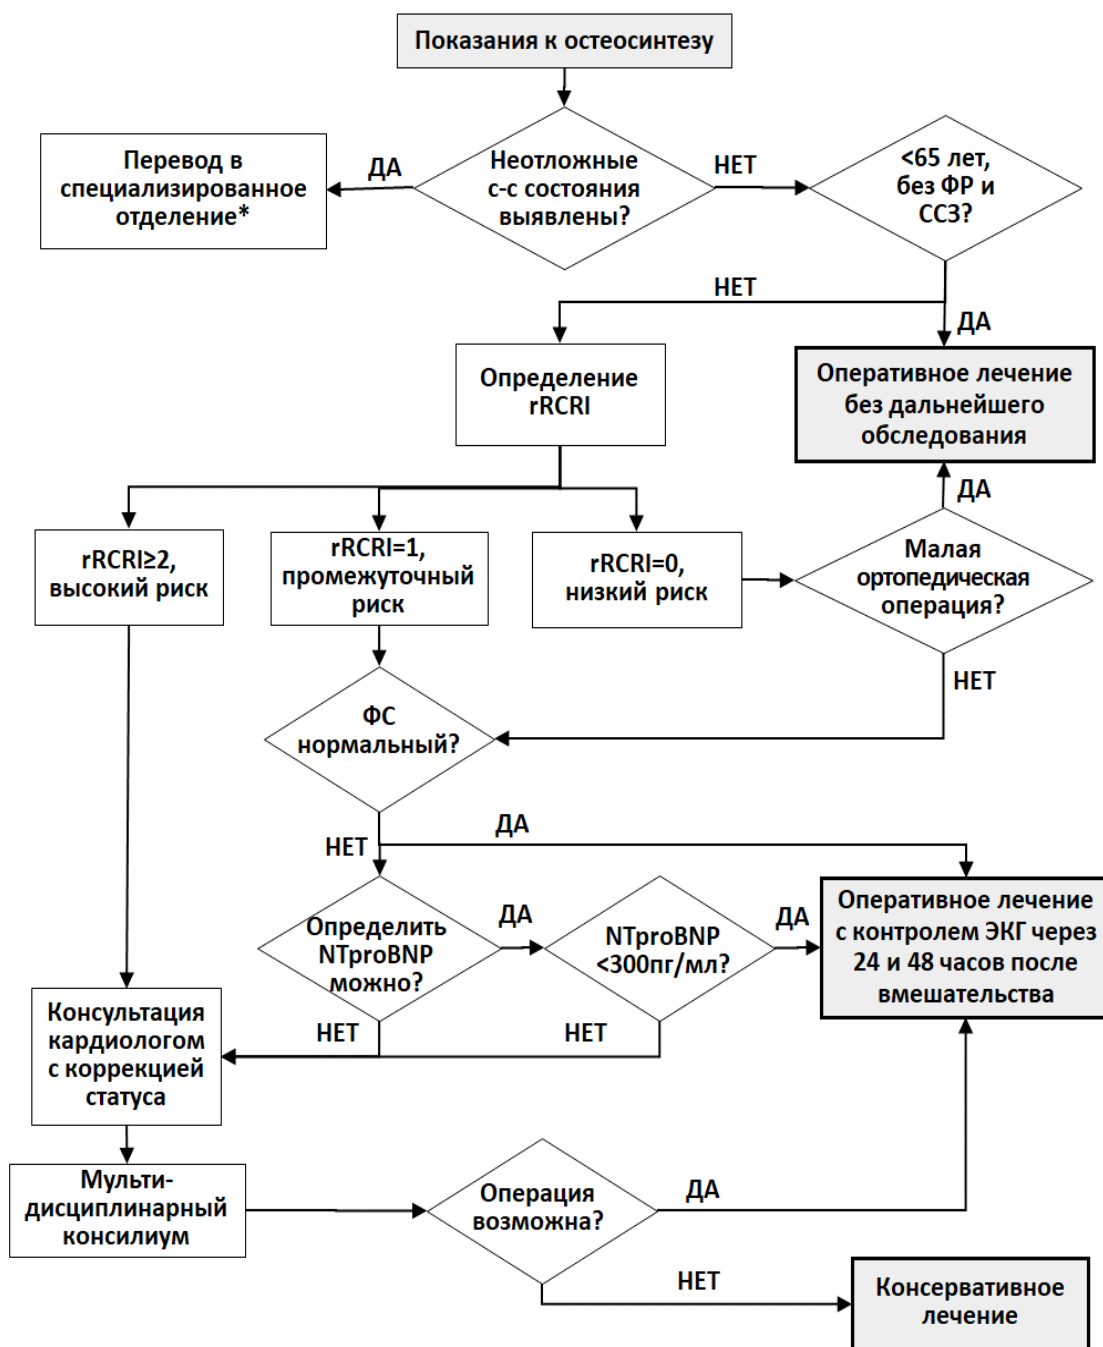 Показания к остеосинтезу
Перевод в
специализированное
отделение*
ДА
Неотложные
с-с состояния
выявлены?
НЕТ
<65 лет,
без ФР и
ССЗ?
НЕТ
ДА
Определение
rRCRI
Оперативное лечение
без дальнейшего
обследования
ДА
rRCRI≥2,
высокий риск
rRCRI=1,
промежуточный
риск
rRCRI=0,
низкий риск
Малая
ортопедическая
операция?
НЕТ
ФС
нормальный?
ДА
НЕТ
Определить
NTproBNP
можно?
ДА
NTproBNP
<300пг/мл?
ДА
Оперативное лечение
с контролем ЭКГ через
24 и 48 часов после
вмешательства
НЕТ
НЕТ
Консультация
кардиологом
с коррекцией
статуса
Мульти-
дисциплинарный
консилиум
Операция
возможна?
ДА
НЕТ
Консервативное
лечение